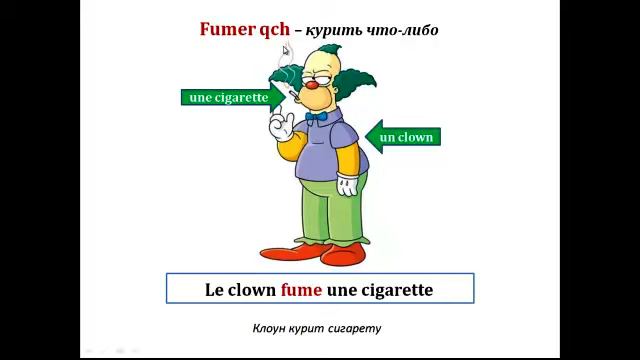 Fumer qch – курить что-либо
une cigarette
un clown
Le clown fume une cigarette
Клоун курит сигарету